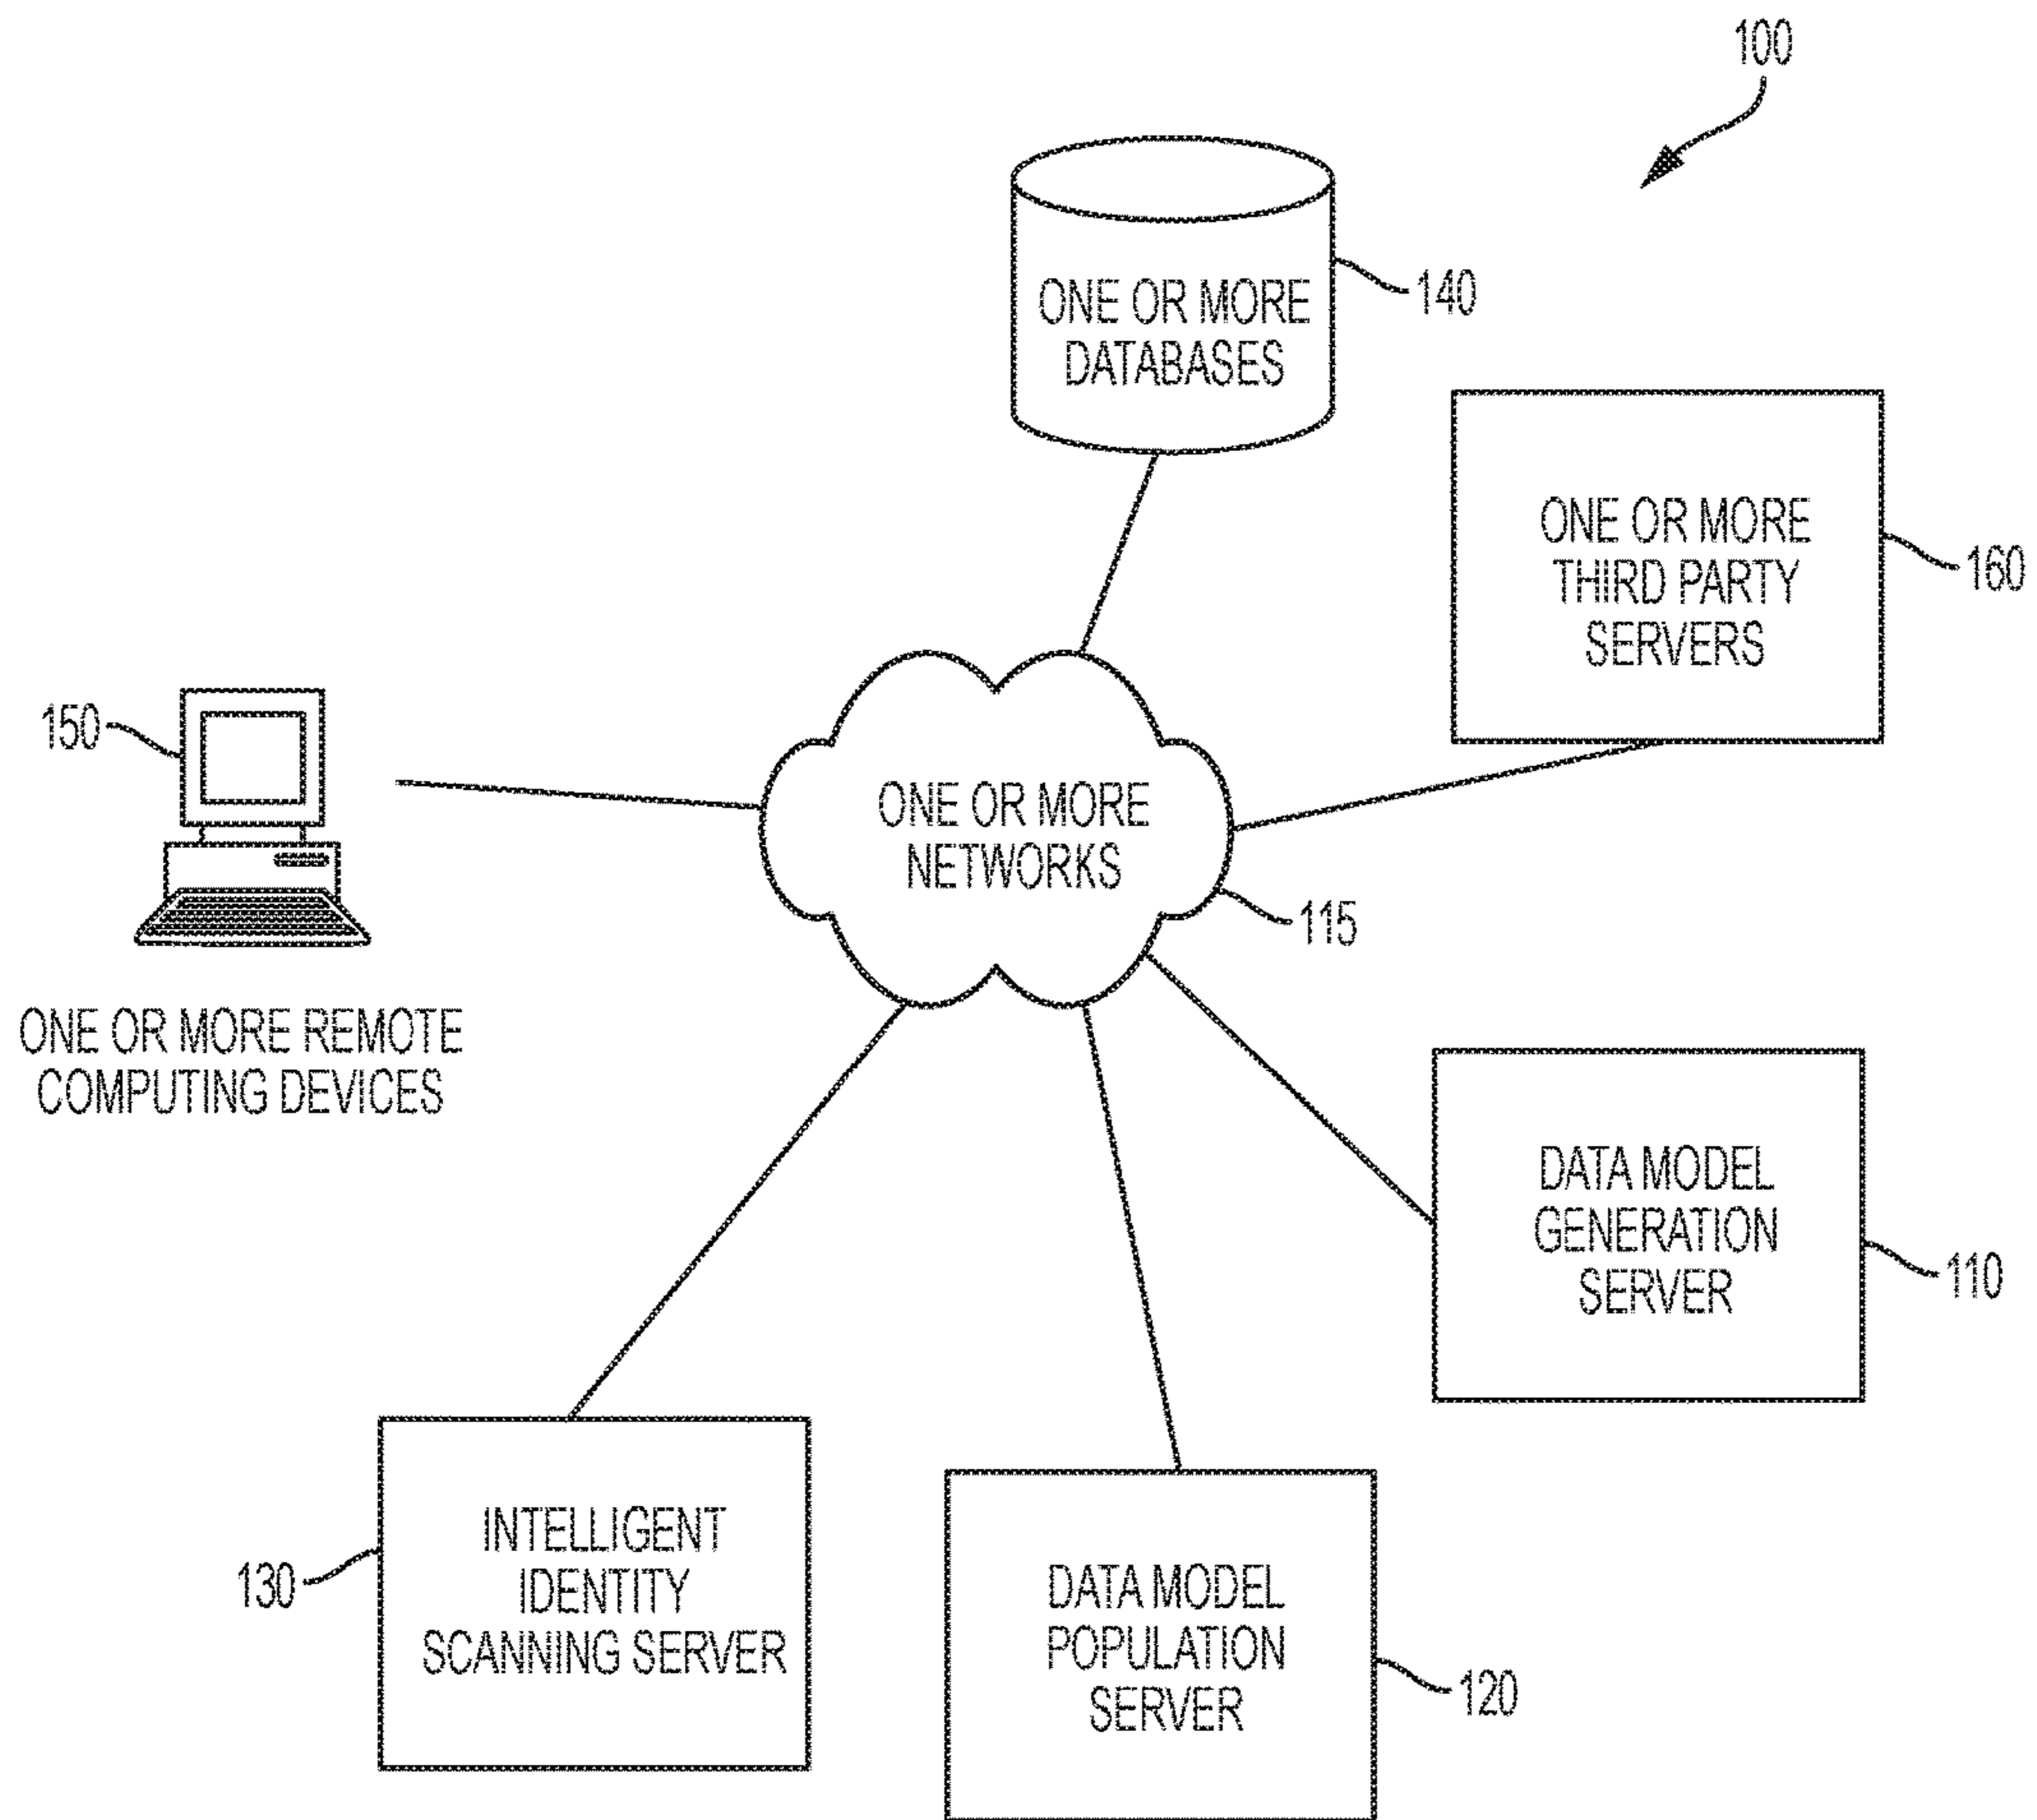 100
ONE OR MORE
DATABASES
140
ONE OR MORE
THIRD PARTY
SERVERS
160
150
ONE OR MORE
NETWORKS
115
ONE OR MORE REMOTE
COMPUTING DEVICES
DATA MODEL
GENERATION
SERVER
110
INTELLIGENT
IDENTITY
SCANNING SERVER
130
DATA MODEL
POPULATION
SERVER
120